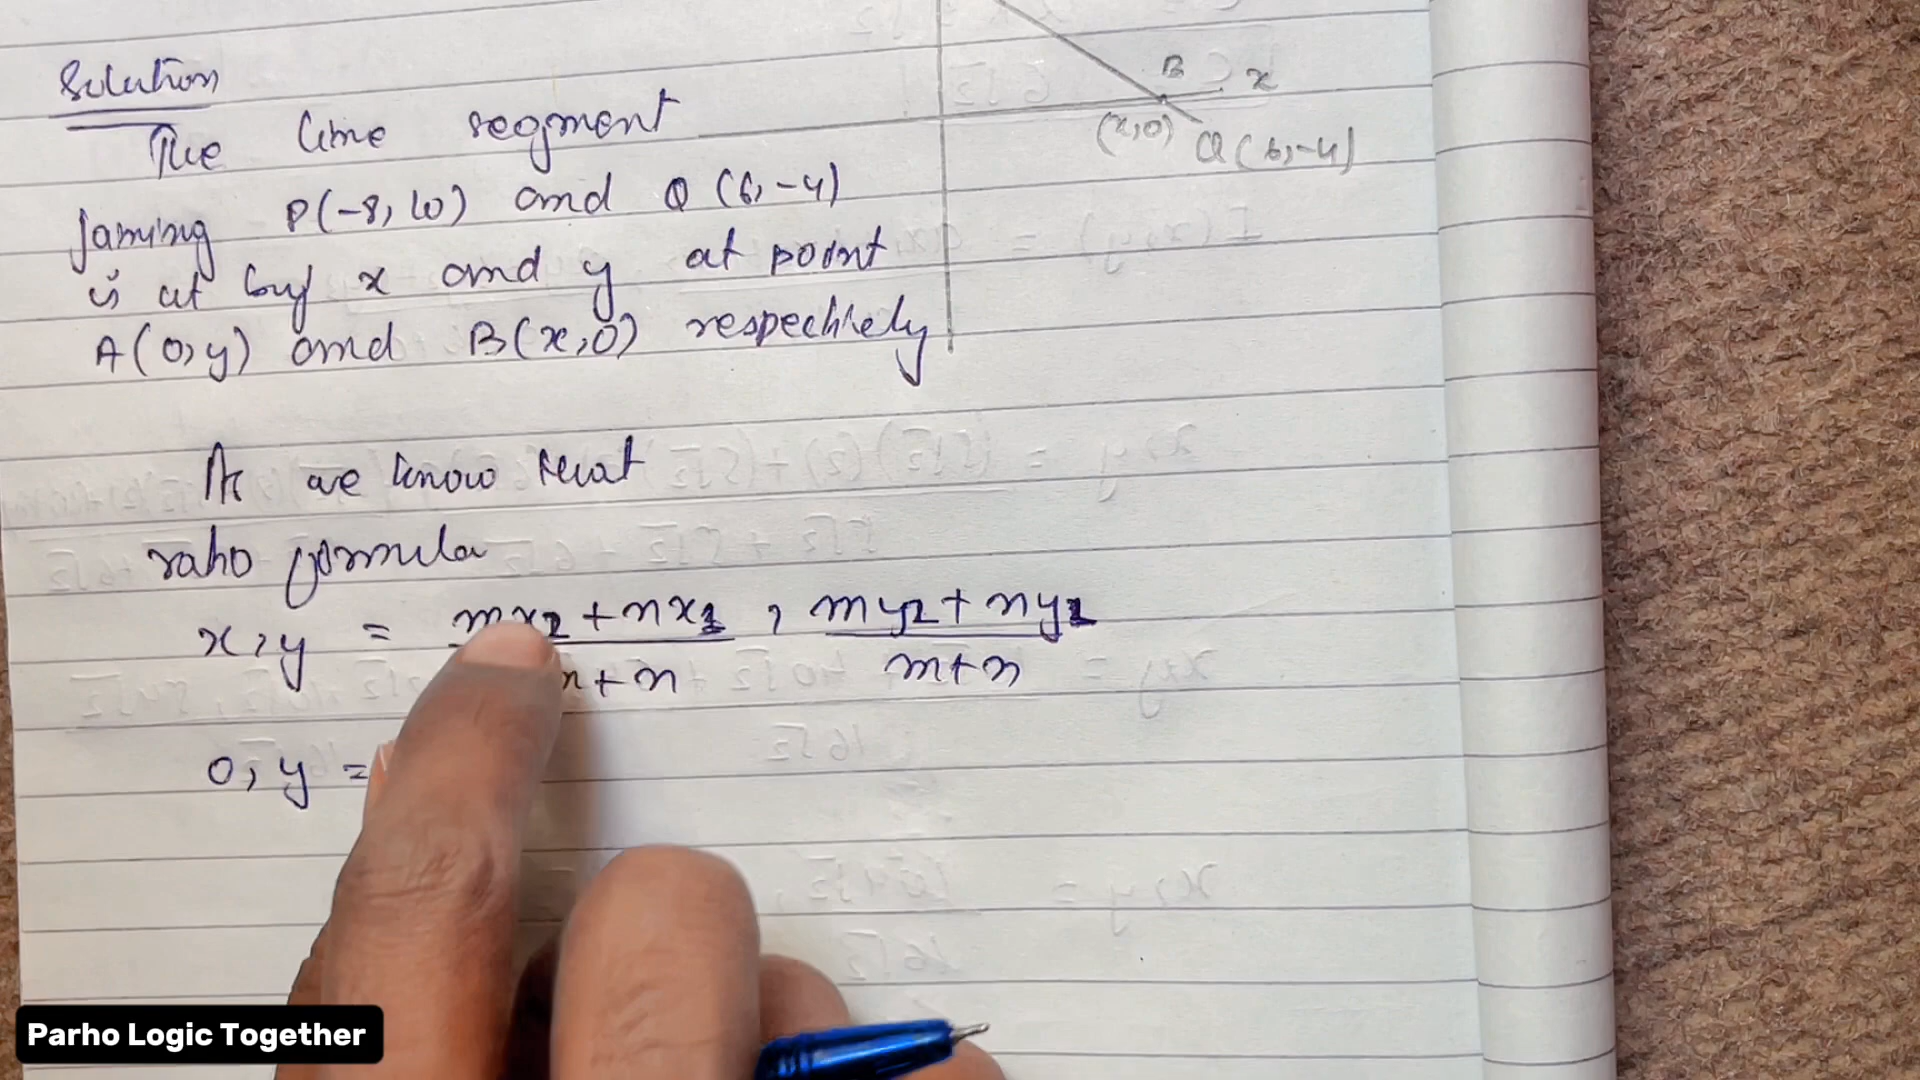 Solution
The line segment
joining P(-8, 10) and Q (6, -4)
is cut by x and y at point
A(0, y) and B(x, 0) respectively
As we know that
ratio formula
x, y = mx2 + nx1 / m+n , my2 + ny1 / m+n
0, y =
B x
(x,0) Q(6,-4)
Parho Logic Together